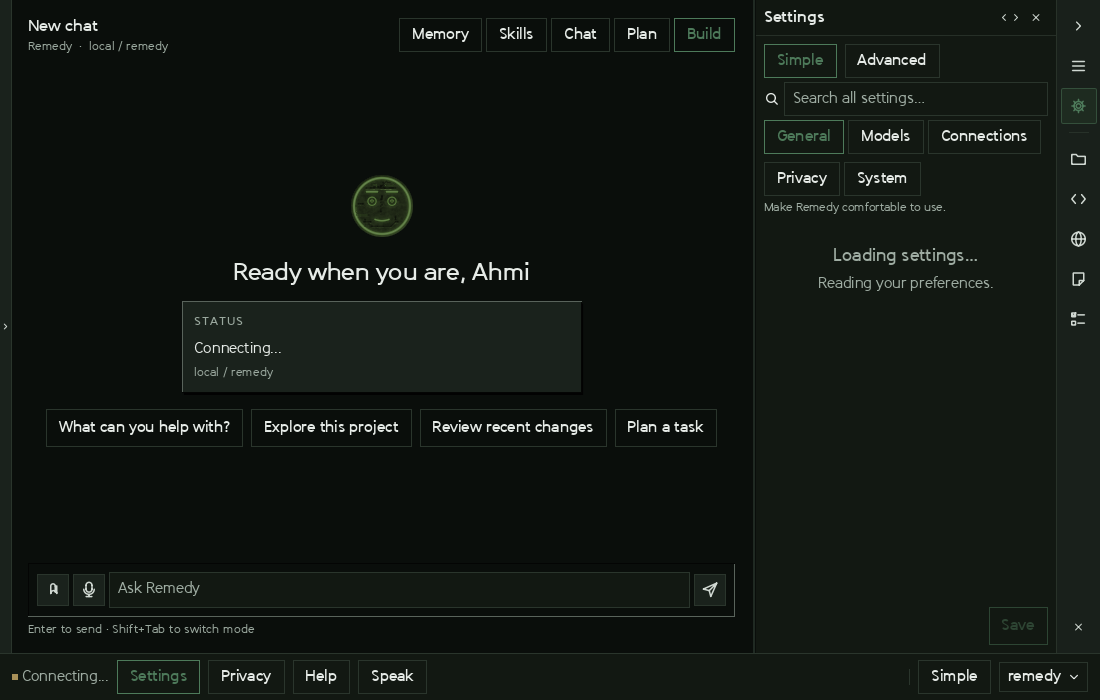 New chat
Remedy · local / remedy
Memory
Skills
Chat
Plan
Build
Ready when you are, Ahmi
STATUS
Connecting...
local / remedy
What can you help with?
Explore this project
Review recent changes
Plan a task
Ask Remedy
Enter to send · Shift+Tab to switch mode
Settings
Simple
Advanced
Search all settings...
General
Models
Connections
Privacy
System
Make Remedy comfortable to use.
Loading settings...
Reading your preferences.
Save
Connecting...
Settings
Privacy
Help
Speak
Simple
remedy